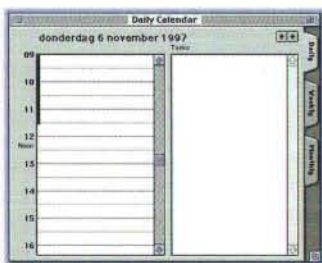 Daily Calendar
donderdag 6 november 1997
Tasks
09
10
11
12
Noon
13
14
15
16
Daily
Weekly
Monthly